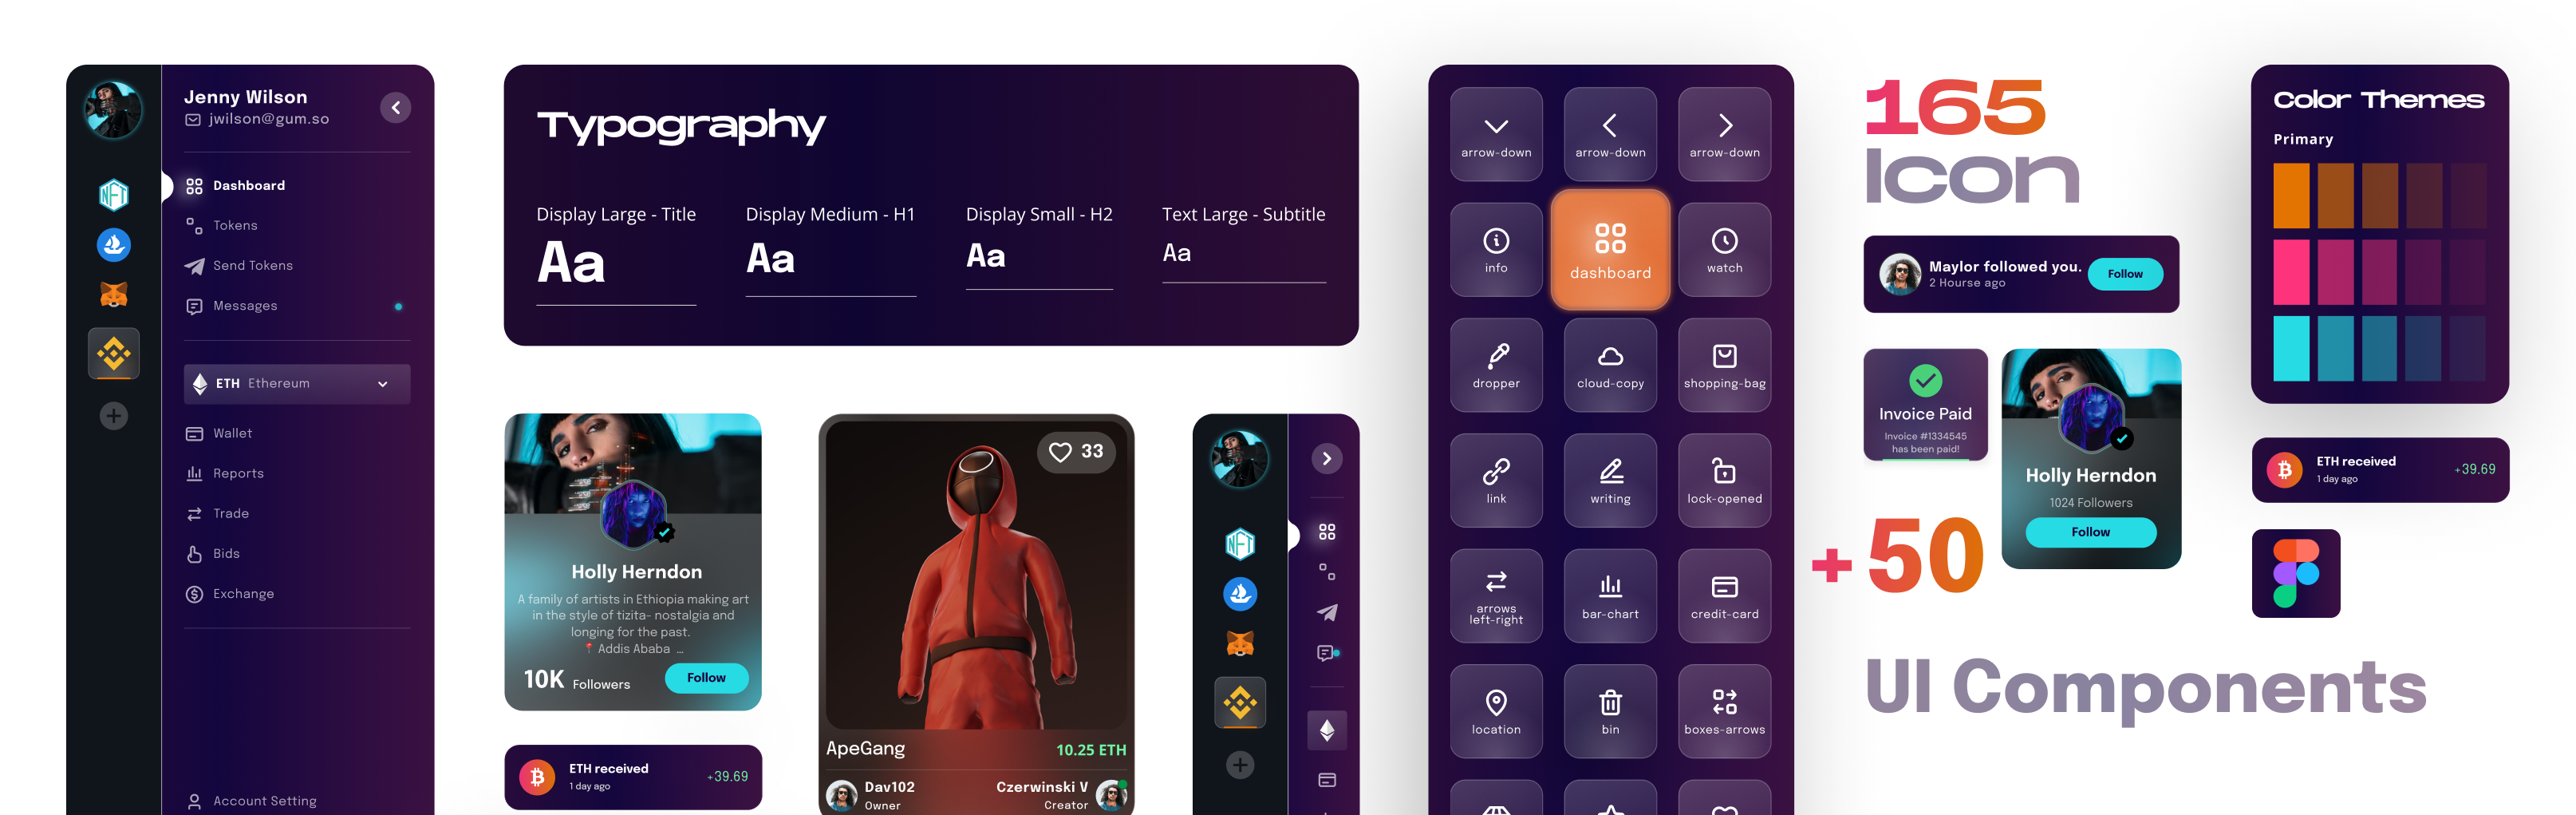 Jenny Wilson
jwilson@gum.so
NFT
Dashboard
Tokens
Send Tokens
Messages
ETH Ethereum
Wallet
Reports
Trade
Bids
Exchange
Account Setting
Typography
Display Large - Title
Aa
Display Medium - H1
Aa
Display Small - H2
Aa
Text Large - Subtitle
Aa
Holly Herndon
A family of artists in Ethiopia making art
in the style of tizita- nostalgia and
longing for the past.
Addis Ababa ...
10K Followers
Follow
ETH received
1 day ago
+39.69
33
ApeGang
10.25 ETH
Dav102
Owner
Czerwinski V
Creator
NFT
arrow-down
arrow-down
arrow-down
info
dashboard
watch
dropper
cloud-copy
shopping-bag
link
writing
lock-opened
arrows
left-right
bar-chart
credit-card
location
bin
boxes-arrows
165
Icon
Maylor followed you.
2 Hourse ago
Follow
Invoice Paid
Invoice #1334545
has been paid!
Holly Herndon
1024 Followers
Follow
+50
UI Components
Color Themes
Primary
ETH received
1 day ago
+39.69